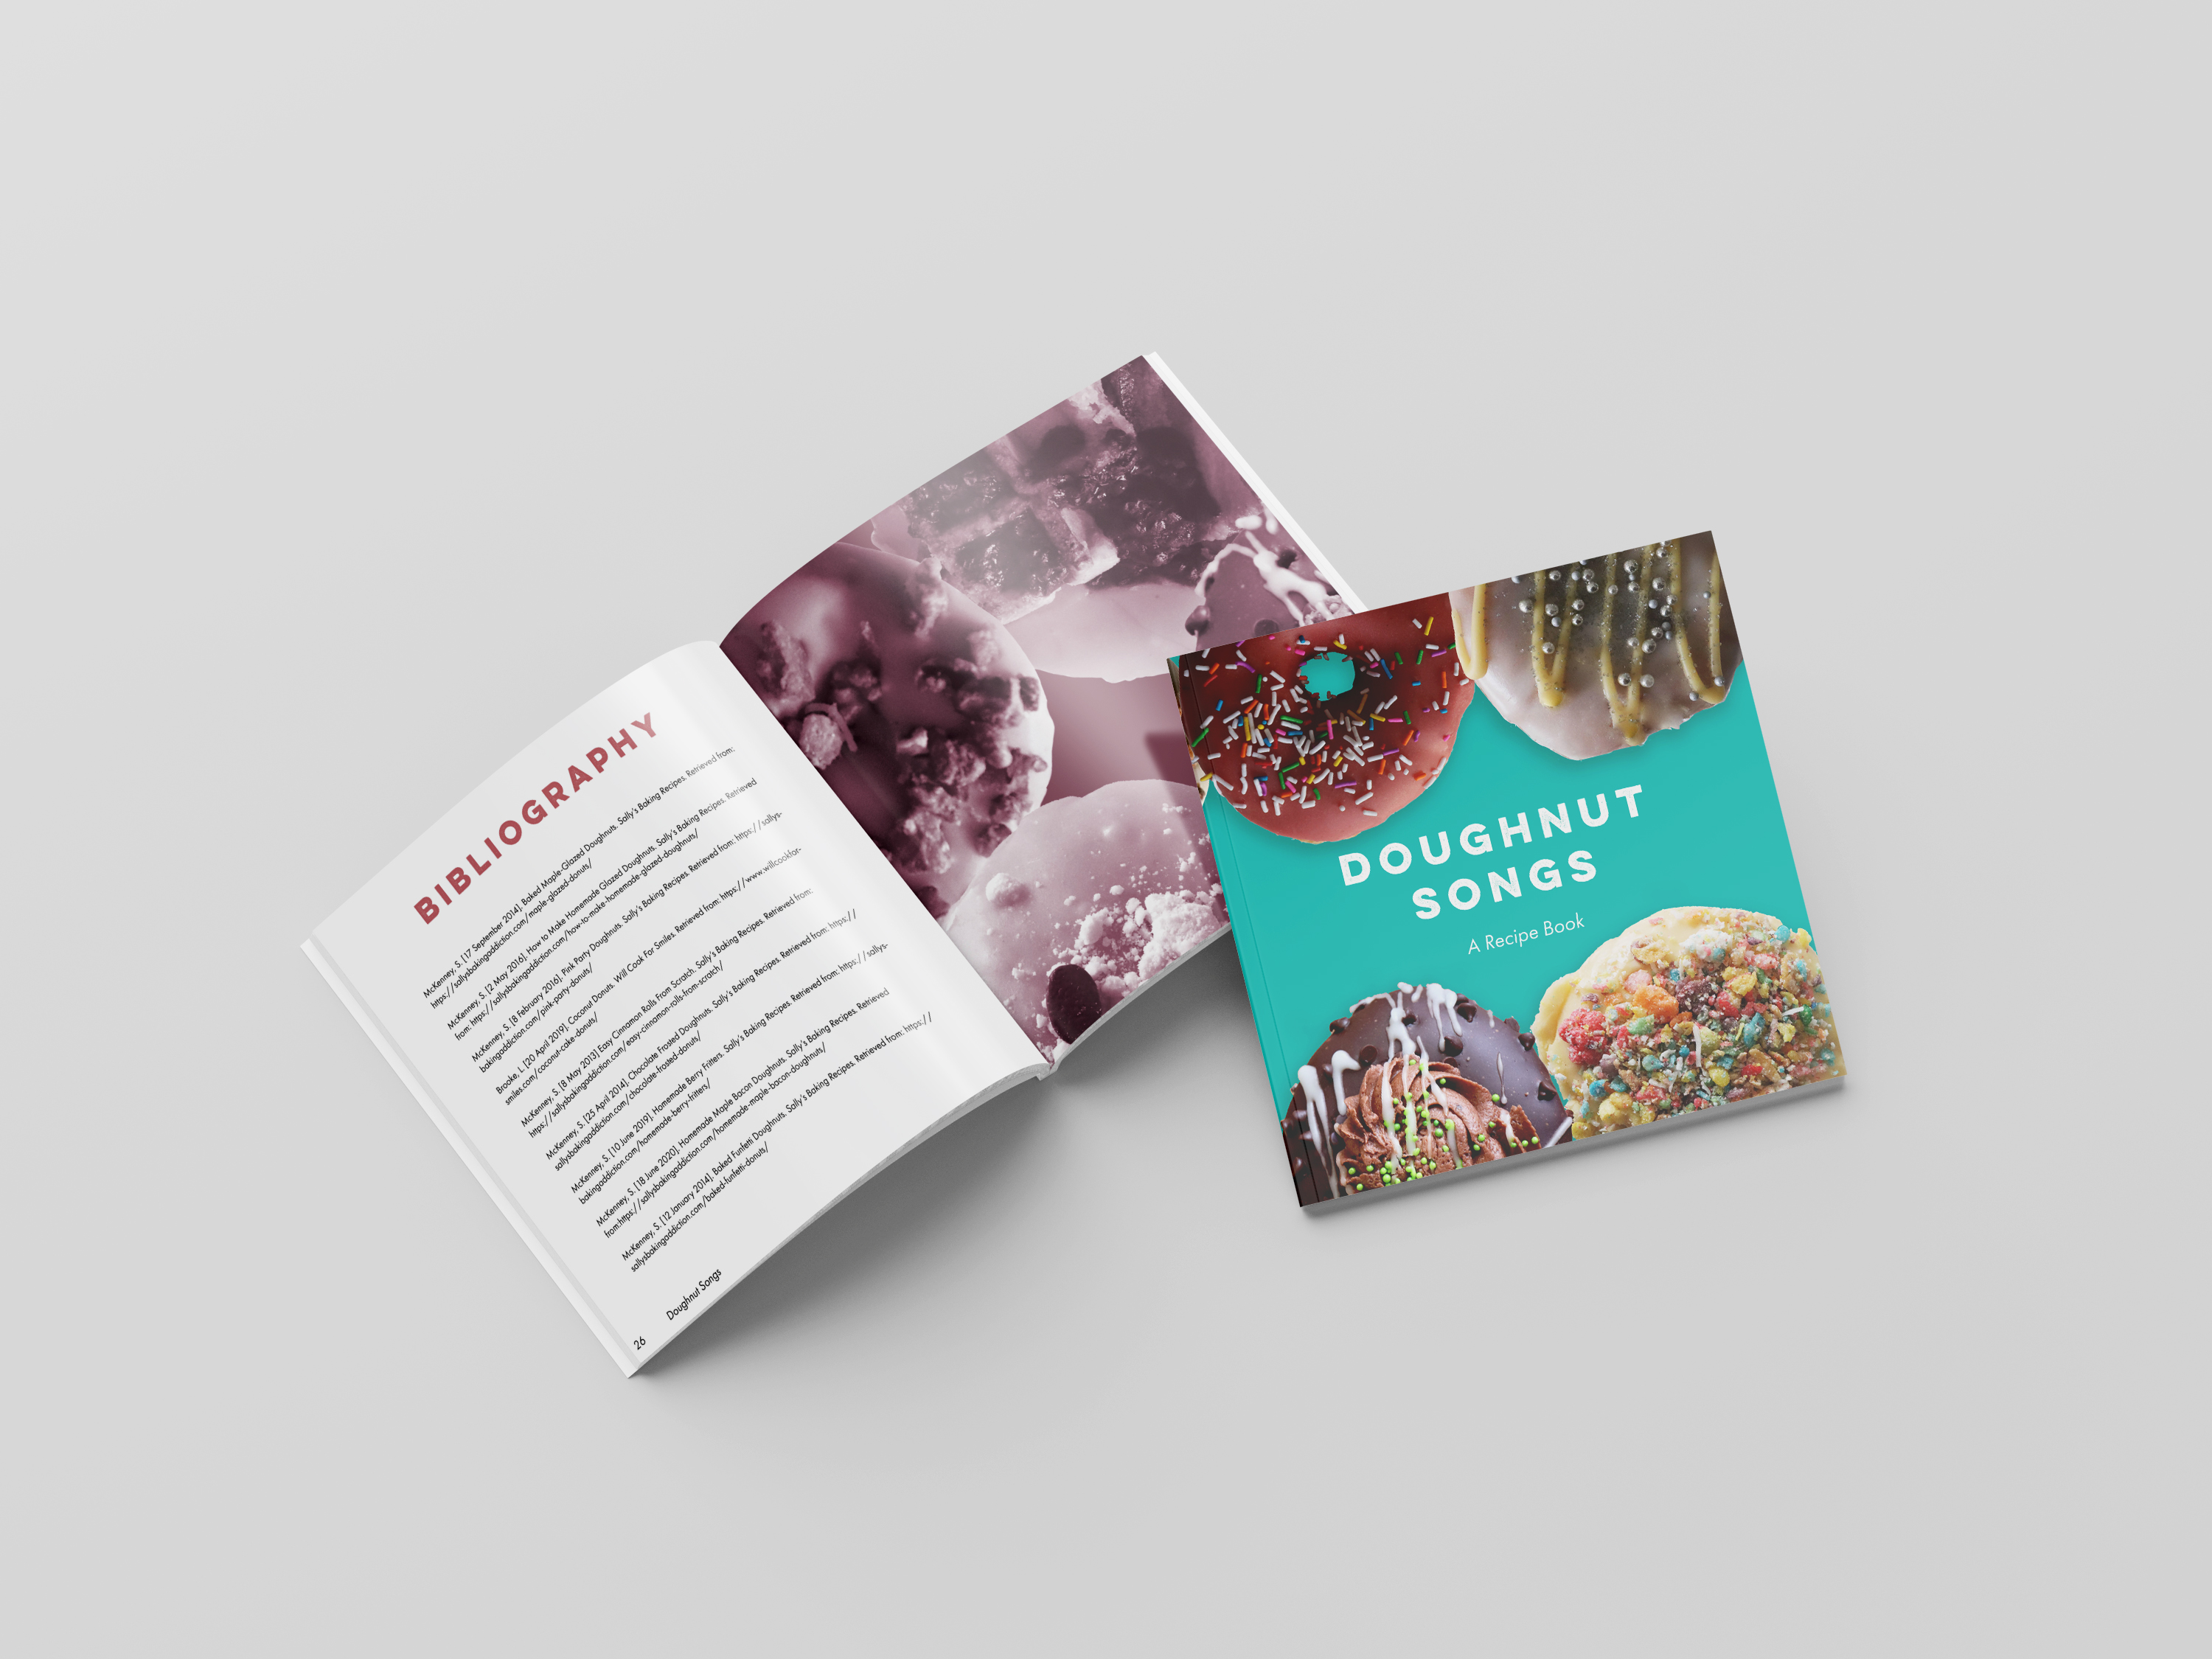 BIBLIOGRAPHY
McKenney, S. [17 September 2014]. Baked Maple-Glazed Doughnuts. Sally's Baking Recipes. Retrieved from:
https://sallysbakingaddiction.com/maple-glazed-donuts/
McKenney, S. [2 May 2016]. How to Make Homemade Glazed Doughnuts. Sally's Baking Recipes. Retrieved
from: https://sallysbakingaddiction.com/how-to-make-homemade-glazed-doughnuts/
McKenney, S. [8 February 2016]. Pink Party Doughnuts. Sally's Baking Recipes. Retrieved from: https://sallys-
bakingaddiction.com/pink-party-donuts/
Brooke, L. [20 April 2019]. Coconut Donuts. Will Cook For Smiles. Retrieved from: https://www.willcookfor-
smiles.com/coconut-cake-donuts/
McKenney, S. [8 May 2013] Easy Cinnamon Rolls From Scratch. Sally's Baking Recipes. Retrieved from:
https://sallysbakingaddiction.com/easy-cinnamon-rolls-from-scratch/
McKenney, S. [25 April 2014]. Chocolate Frosted Doughnuts. Sally's Baking Recipes. Retrieved from: https://
sallysbakingaddiction.com/chocolate-frosted-donuts/
McKenney, S. [10 June 2019]. Homemade Berry Fritters. Sally's Baking Recipes. Retrieved from: https://sallys-
bakingaddiction.com/homemade-berry-fritters/
McKenney, S. [18 June 2020]. Homemade Maple Bacon Doughnuts. Sally's Baking Recipes. Retrieved
from:https://sallysbakingaddiction.com/homemade-maple-bacon-doughnuts/
McKenney, S. [12 January 2014]. Baked Funfetti Doughnuts. Sally's Baking Recipes. Retrieved from: https://
sallysbakingaddiction.com/baked-funfetti-donuts/
26 Doughnut Songs
DOUGHNUT
SONGS
A Recipe Book